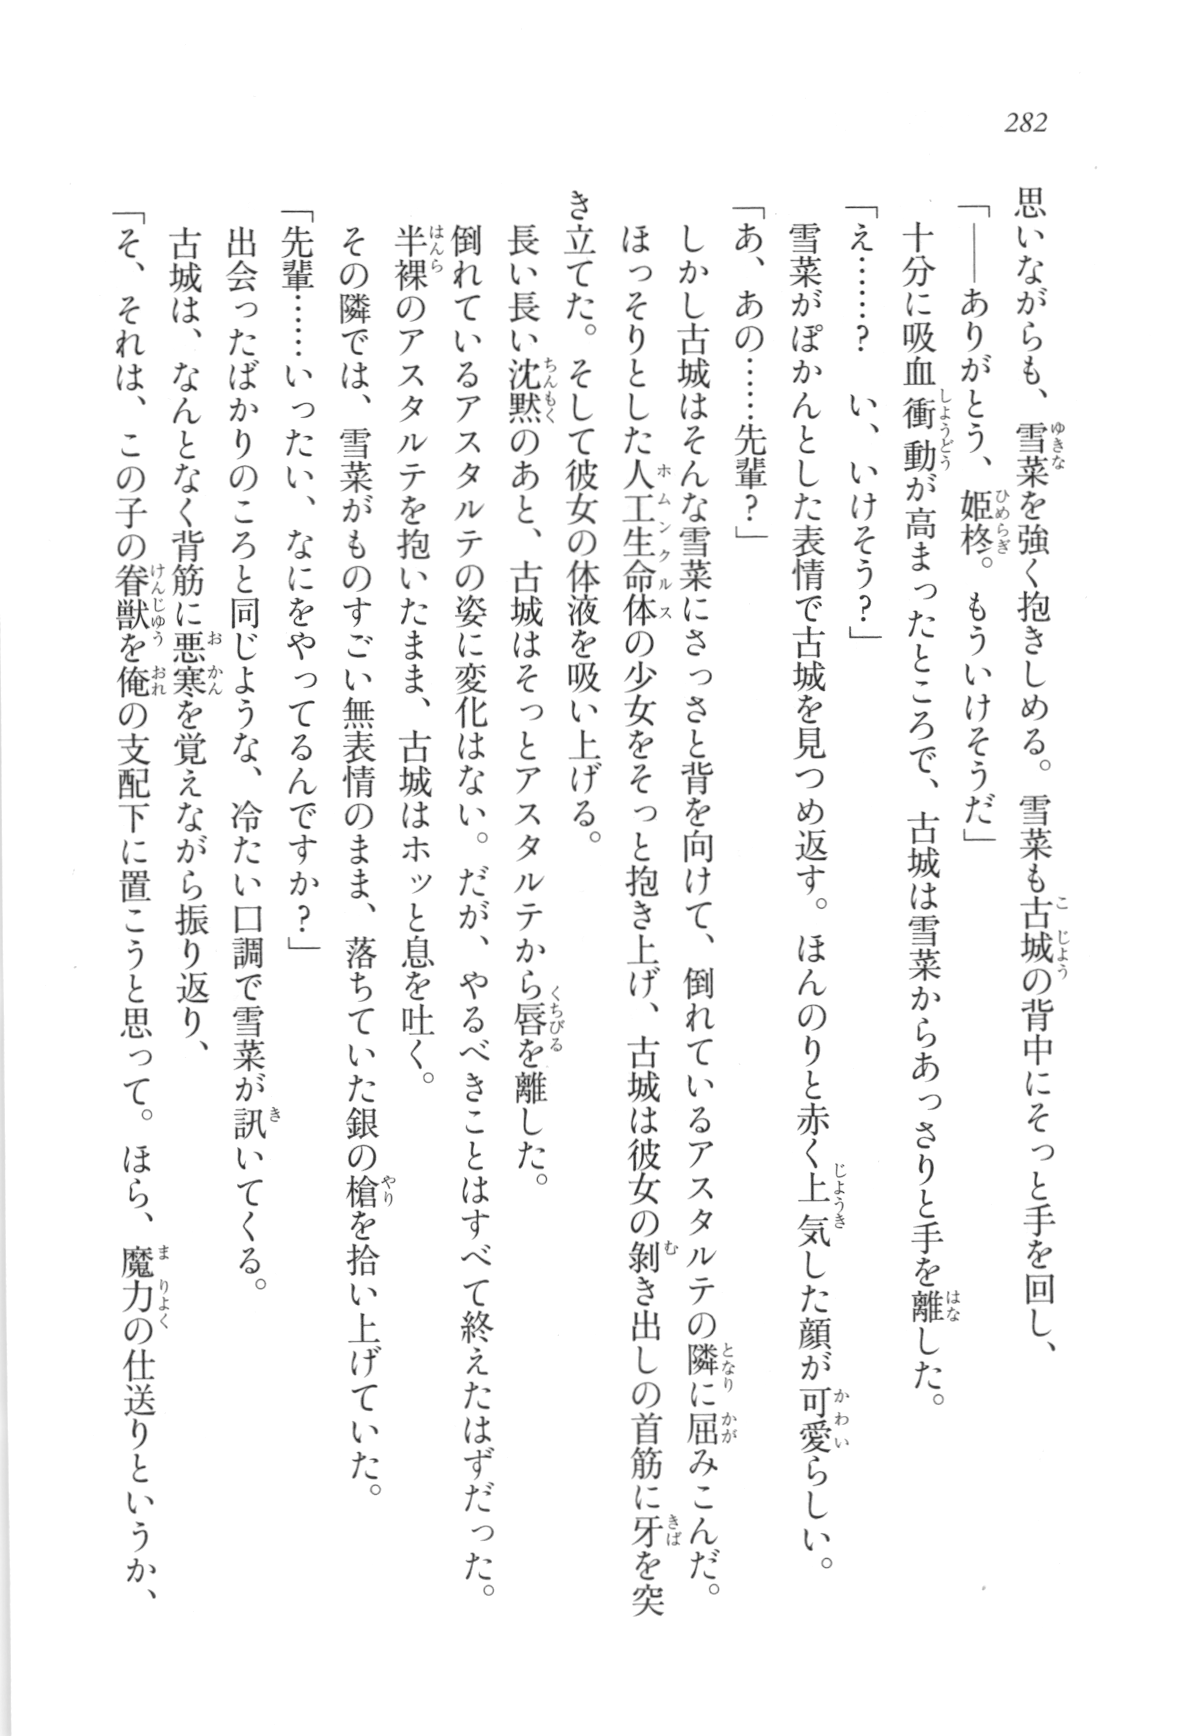 282
思いながらも、雪菜を強く抱きしめる。雪菜も古城の背中にそっと手を回し、
「――ありがとう、姫柊。もういけそうだ」
十分に吸血衝動が高まったところで、古城は雪菜からあっさりと手を離した。
「え……？　い、いけそう？」
雪菜がぽかんとした表情で古城を見つめ返す。ほんのりと赤く上気した顔が可愛らしい。
「あ、あの……先輩？」
しかし古城はそんな雪菜にさっさと背を向けて、倒れているアスタルテの隣に屈みこんだ。
ほっそりとした人工生命体の少女をそっと抱き上げ、古城は彼女の剝き出しの首筋に牙を突
き立てた。そして彼女の体液を吸い上げる。
長い長い沈黙のあと、古城はそっとアスタルテから唇を離した。
倒れているアスタルテの姿に変化はない。だが、やるべきことはすべて終えたはずだった。
半裸のアスタルテを抱いたまま、古城はホッと息を吐く。
その隣では、雪菜がものすごい無表情のまま、落ちていた銀の槍を拾い上げていた。
「先輩……いったい、なにをやってるんですか？」
出会ったばかりのころと同じような、冷たい口調で雪菜が訊いてくる。
古城は、なんとなく背筋に悪寒を覚えながら振り返り、
「そ、それは、この子の眷獣を俺の支配下に置こうと思って。ほら、魔力の仕送りというか、